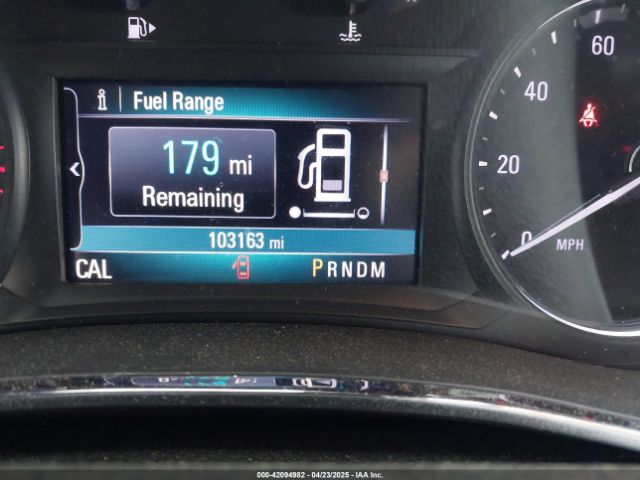 60
40
20
0
MPH
i Fuel Range
179 mi
Remaining
103163 mi
CAL
PRNDM
000-42094982 - 04/23/2025 - IAA Inc.